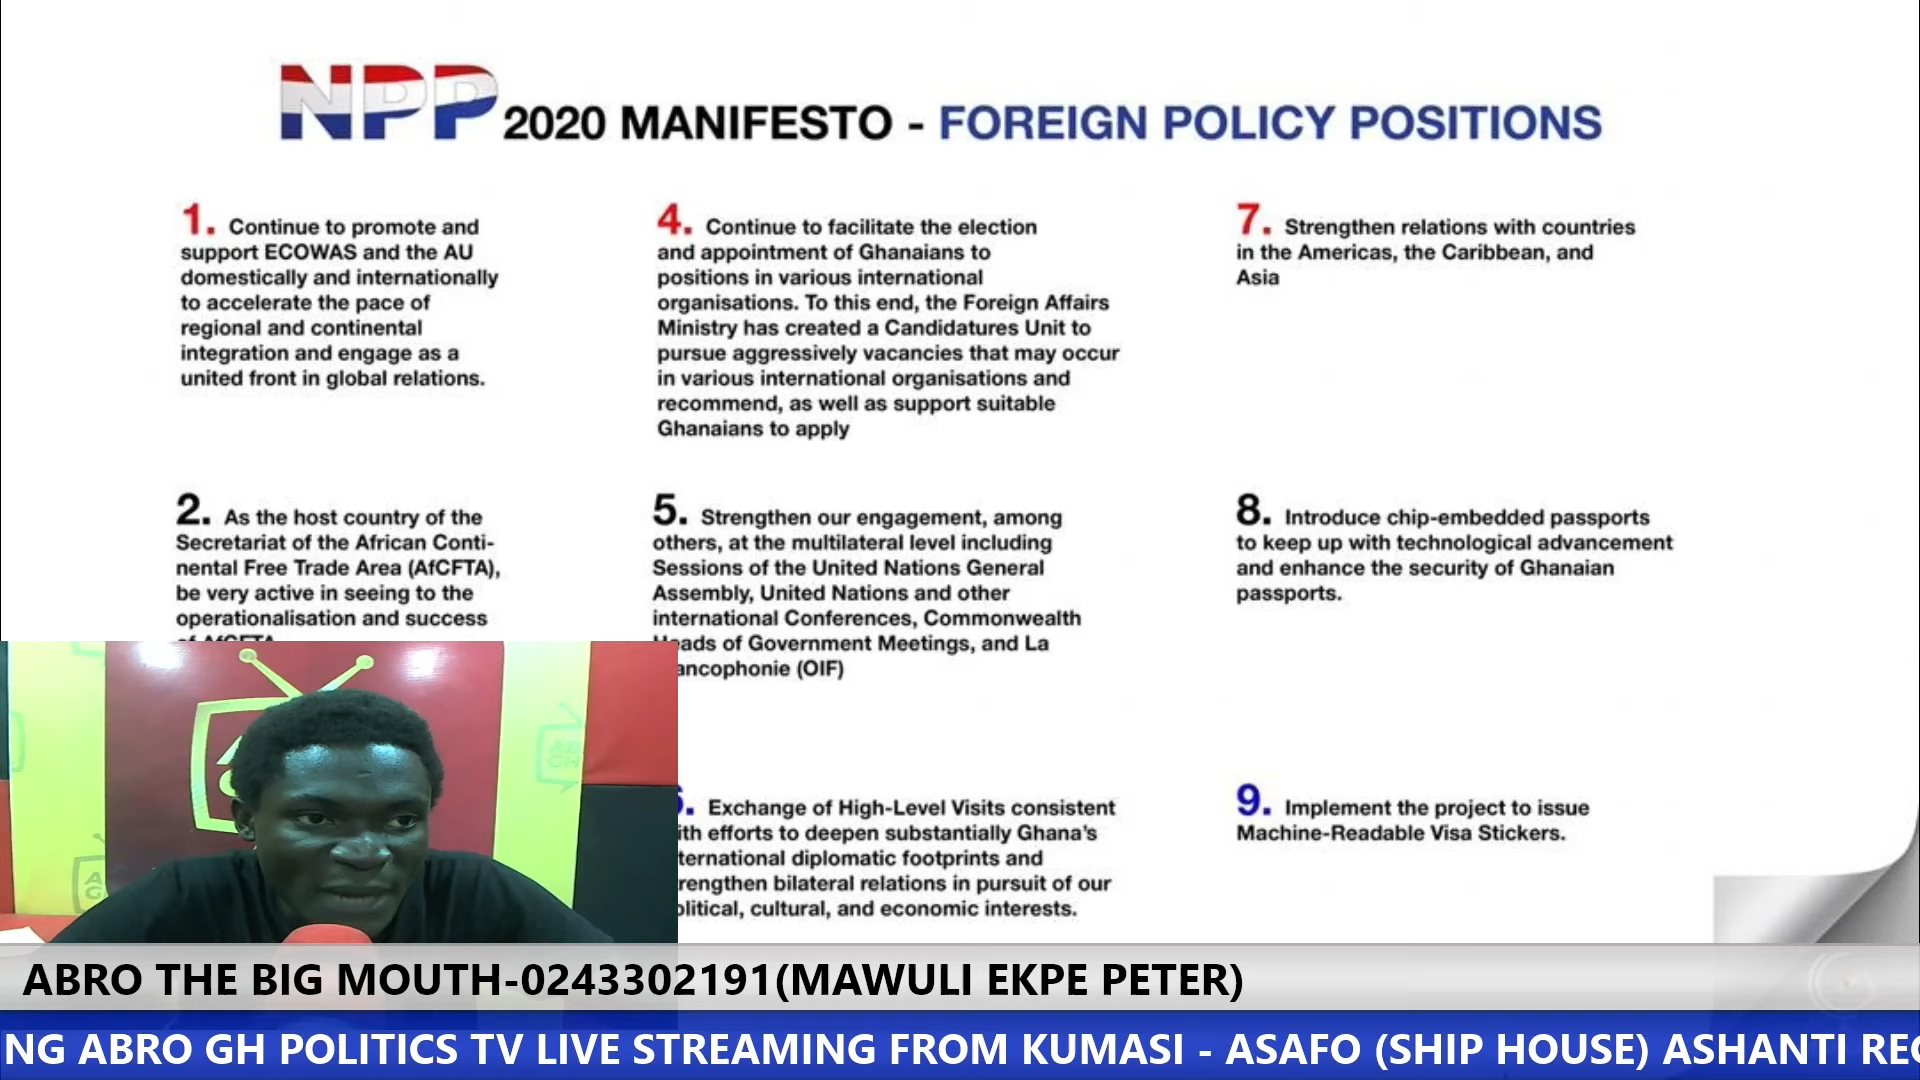 NPP 2020 MANIFESTO - FOREIGN POLICY POSITIONS
1. Continue to promote and
support ECOWAS and the AU
domestically and internationally
to accelerate the pace of
regional and continental
integration and engage as a
united front in global relations.
2. As the host country of the
Secretariat of the African Conti-
nental Free Trade Area (AfCFTA),
be very active in seeing to the
operationalisation and success
of AfCFTA
4. Continue to facilitate the election
and appointment of Ghanaians to
positions in various international
organisations. To this end, the Foreign Affairs
Ministry has created a Candidatures Unit to
pursue aggressively vacancies that may occur
in various international organisations and
recommend, as well as support suitable
Ghanaians to apply
5. Strengthen our engagement, among
others, at the multilateral level including
Sessions of the United Nations General
Assembly, United Nations and other
international Conferences, Commonwealth
Heads of Government Meetings, and La
ancophonie (OIF)
6. Exchange of High-Level Visits consistent
ith efforts to deepen substantially Ghana's
ternational diplomatic footprints and
rengthen bilateral relations in pursuit of our
olitical, cultural, and economic interests.
7. Strengthen relations with countries
in the Americas, the Caribbean, and
Asia
8. Introduce chip-embedded passports
to keep up with technological advancement
and enhance the security of Ghanaian
passports.
9. Implement the project to issue
Machine-Readable Visa Stickers.
ABRO THE BIG MOUTH-0243302191(MAWULI EKPE PETER)
NG ABRO GH POLITICS TV LIVE STREAMING FROM KUMASI - ASAFO (SHIP HOUSE) ASHANTI REG